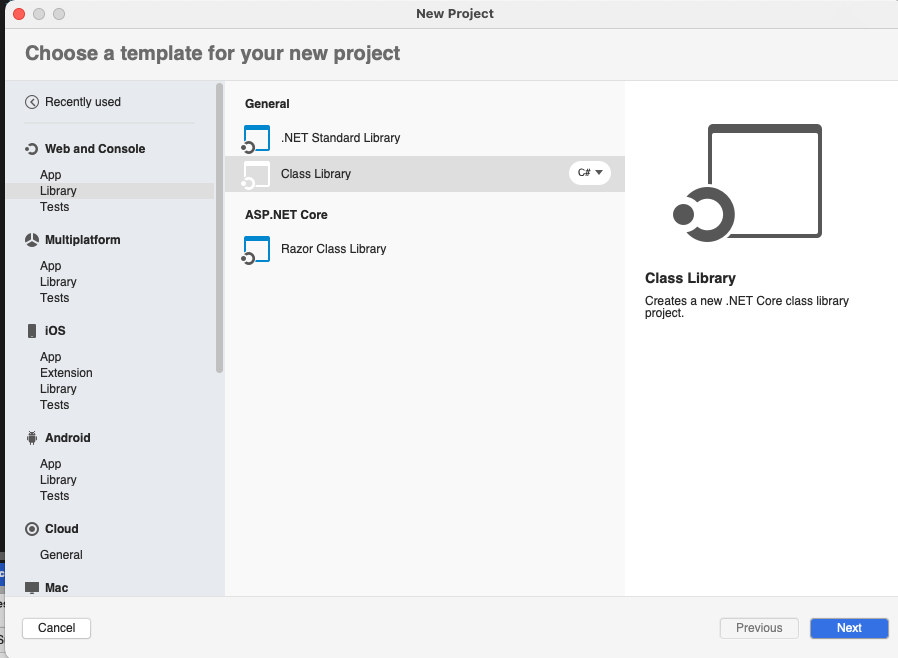 New Project
Choose a template for your new project
Recently used
Web and Console
App
Library
Tests
Multiplatform
App
Library
Tests
iOS
App
Extension
Library
Tests
Android
App
Library
Tests
Cloud
General
Mac
General
.NET Standard Library
Class Library
C#
ASP.NET Core
Razor Class Library
Class Library
Creates a new .NET Core class library
project.
Cancel
Previous
Next